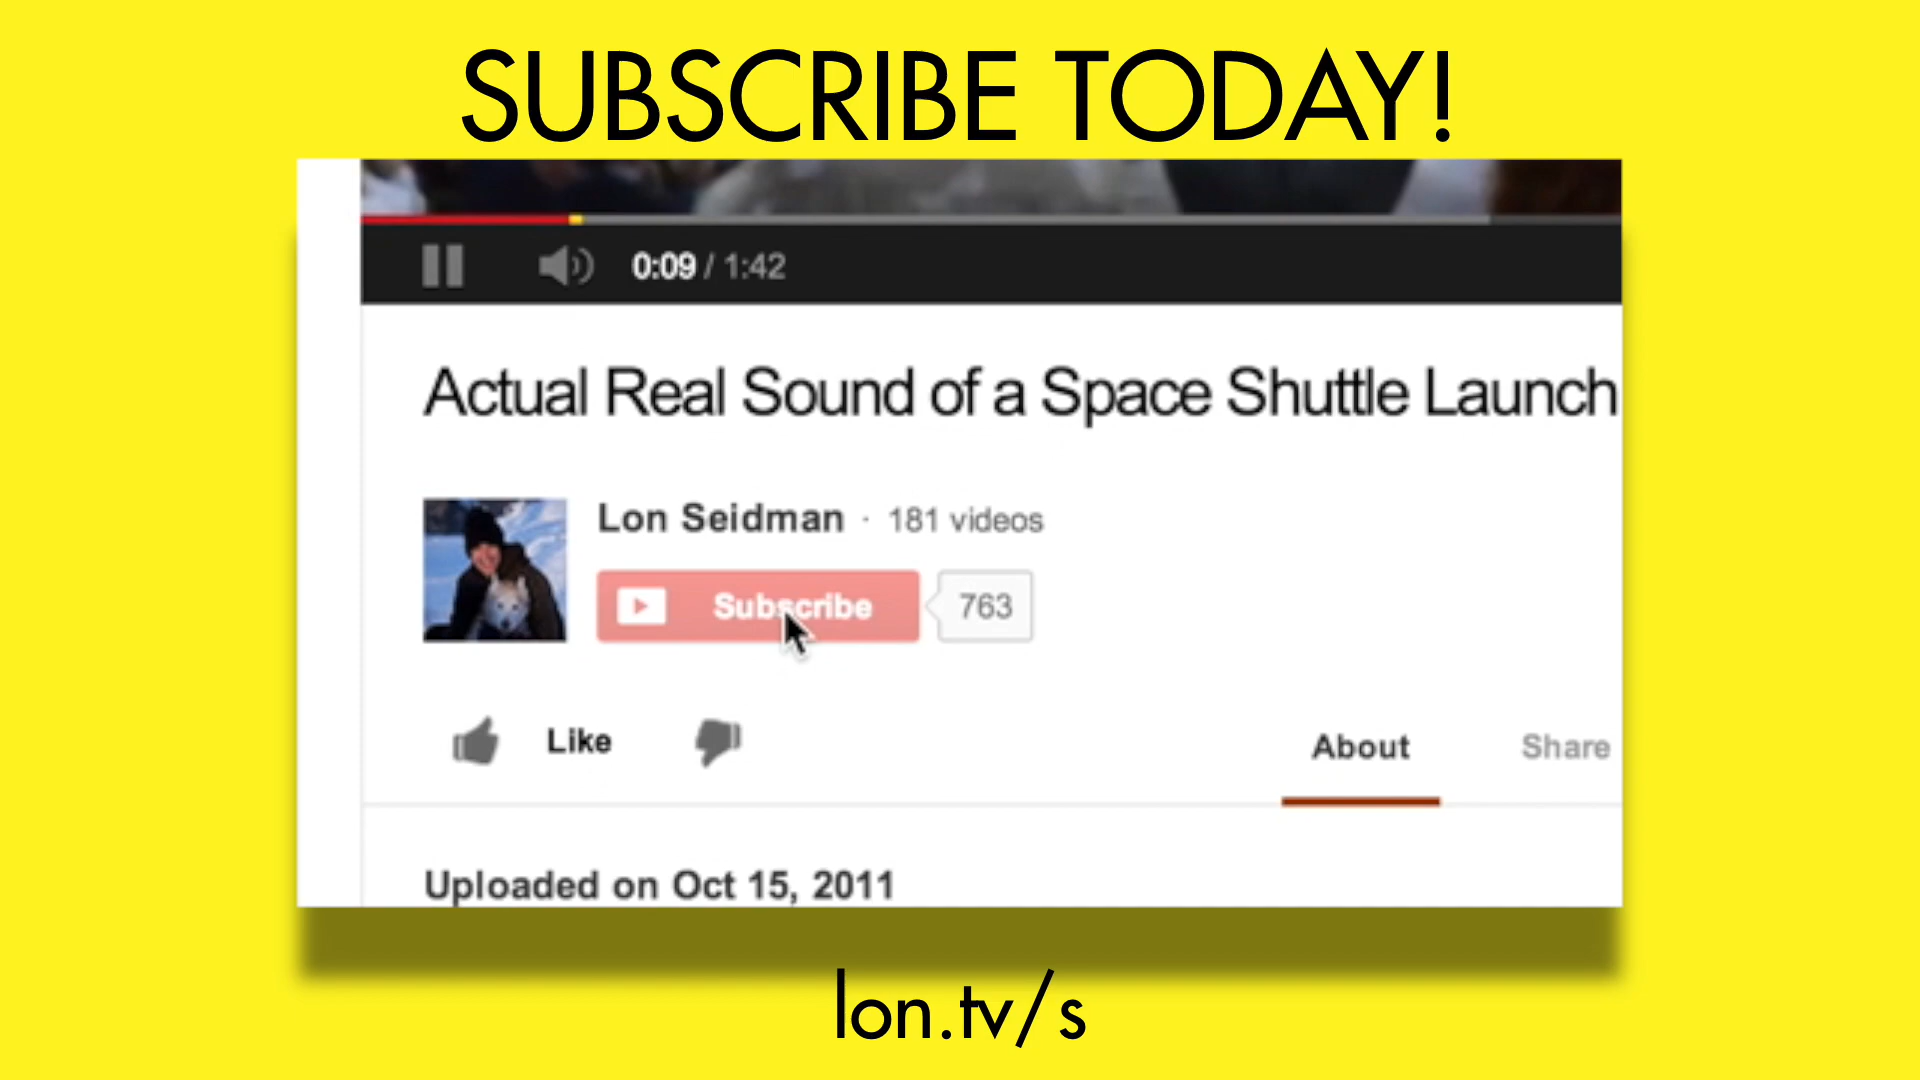 SUBSCRIBE TODAY!
0:09 / 1:42
Actual Real Sound of a Space Shuttle Launch
Lon Seidman · 181 videos
Subscribe 763
Like
About Share
Uploaded on Oct 15, 2011
lon.tv/s